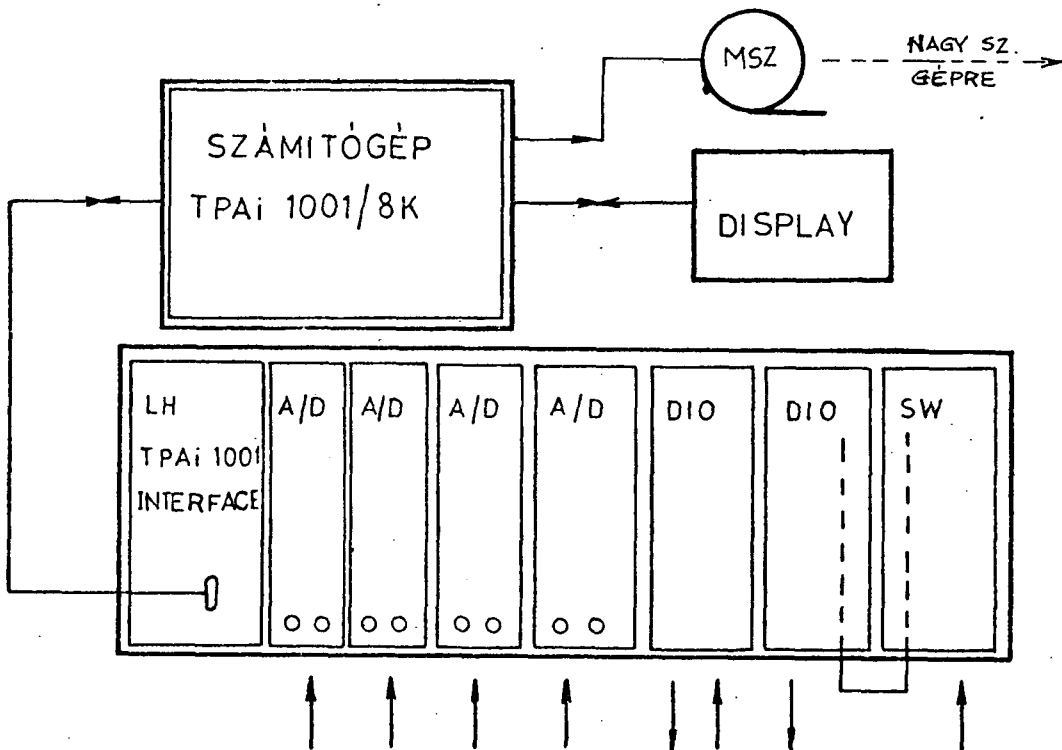 MSZ
NAGY SZ.
GÉPRE
SZÁMITÓGÉP
TPAi 1001/8K
DISPLAY
LH
TPAi 1001
INTERFACE
A/D
A/D
A/D
A/D
DIO
DIO
SW